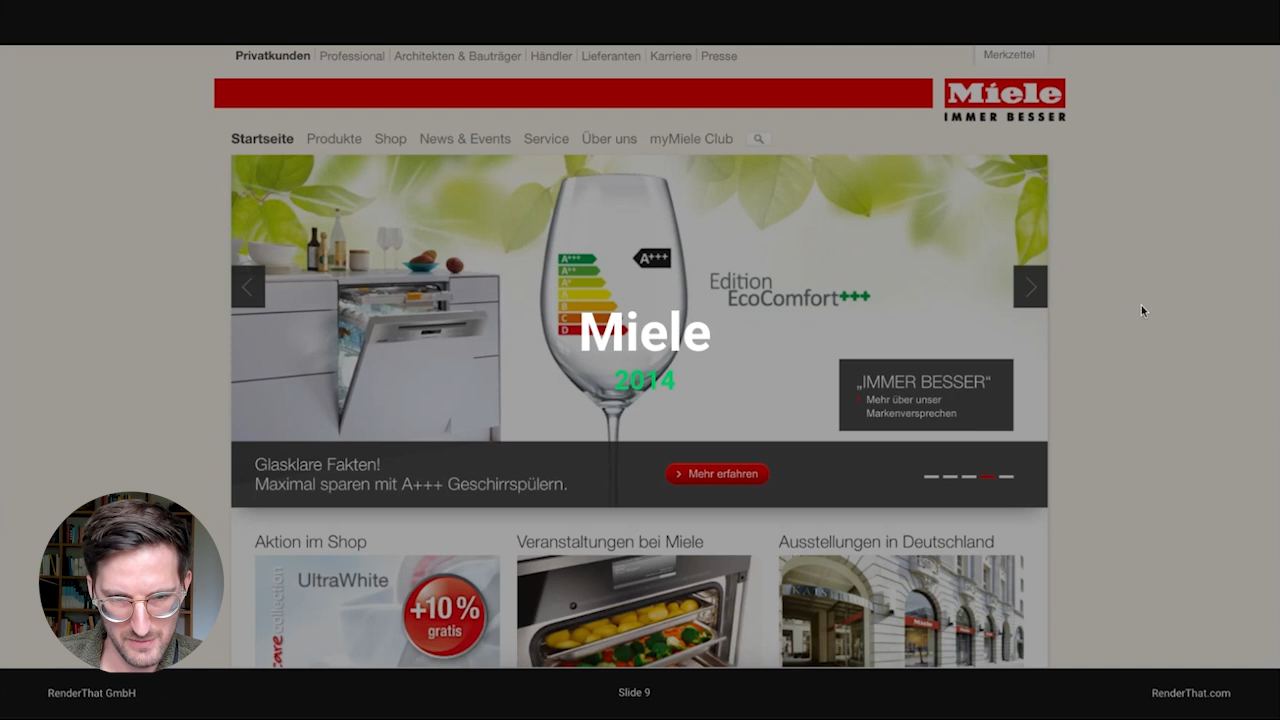 Privatkunden Professional Architekten & Bauträger Händler Lieferanten Karriere Presse
Merkzettel
Miele
IMMER BESSER
Startseite Produkte Shop News & Events Service Über uns myMiele Club
A+++
A++
A+
A
B
C
D
A+++
Edition
EcoComfort+++
Miele
2014
„IMMER BESSER“
Mehr über unser
Markenversprechen
Glasklare Fakten!
Maximal sparen mit A+++ Geschirrspülern.
Mehr erfahren
Aktion im Shop
Veranstaltungen bei Miele
Ausstellungen in Deutschland
care collection
UltraWhite
+10 %
gratis
Miele
RenderThat GmbH
Slide 9
RenderThat.com